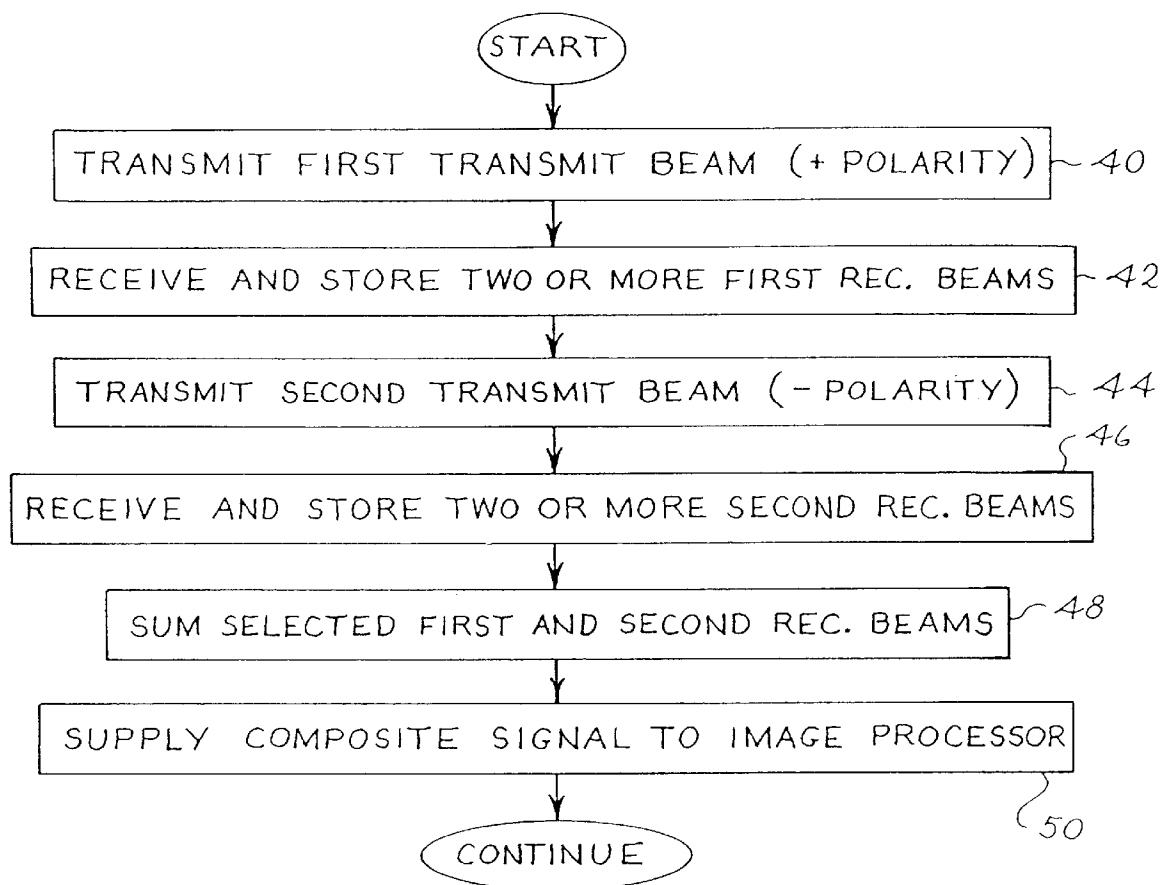 START
TRANSMIT FIRST TRANSMIT BEAM (+ POLARITY) 40
RECEIVE AND STORE TWO OR MORE FIRST REC. BEAMS 42
TRANSMIT SECOND TRANSMIT BEAM (- POLARITY) 44
46
RECEIVE AND STORE TWO OR MORE SECOND REC. BEAMS
SUM SELECTED FIRST AND SECOND REC. BEAMS 48
SUPPLY COMPOSITE SIGNAL TO IMAGE PROCESSOR
50
CONTINUE